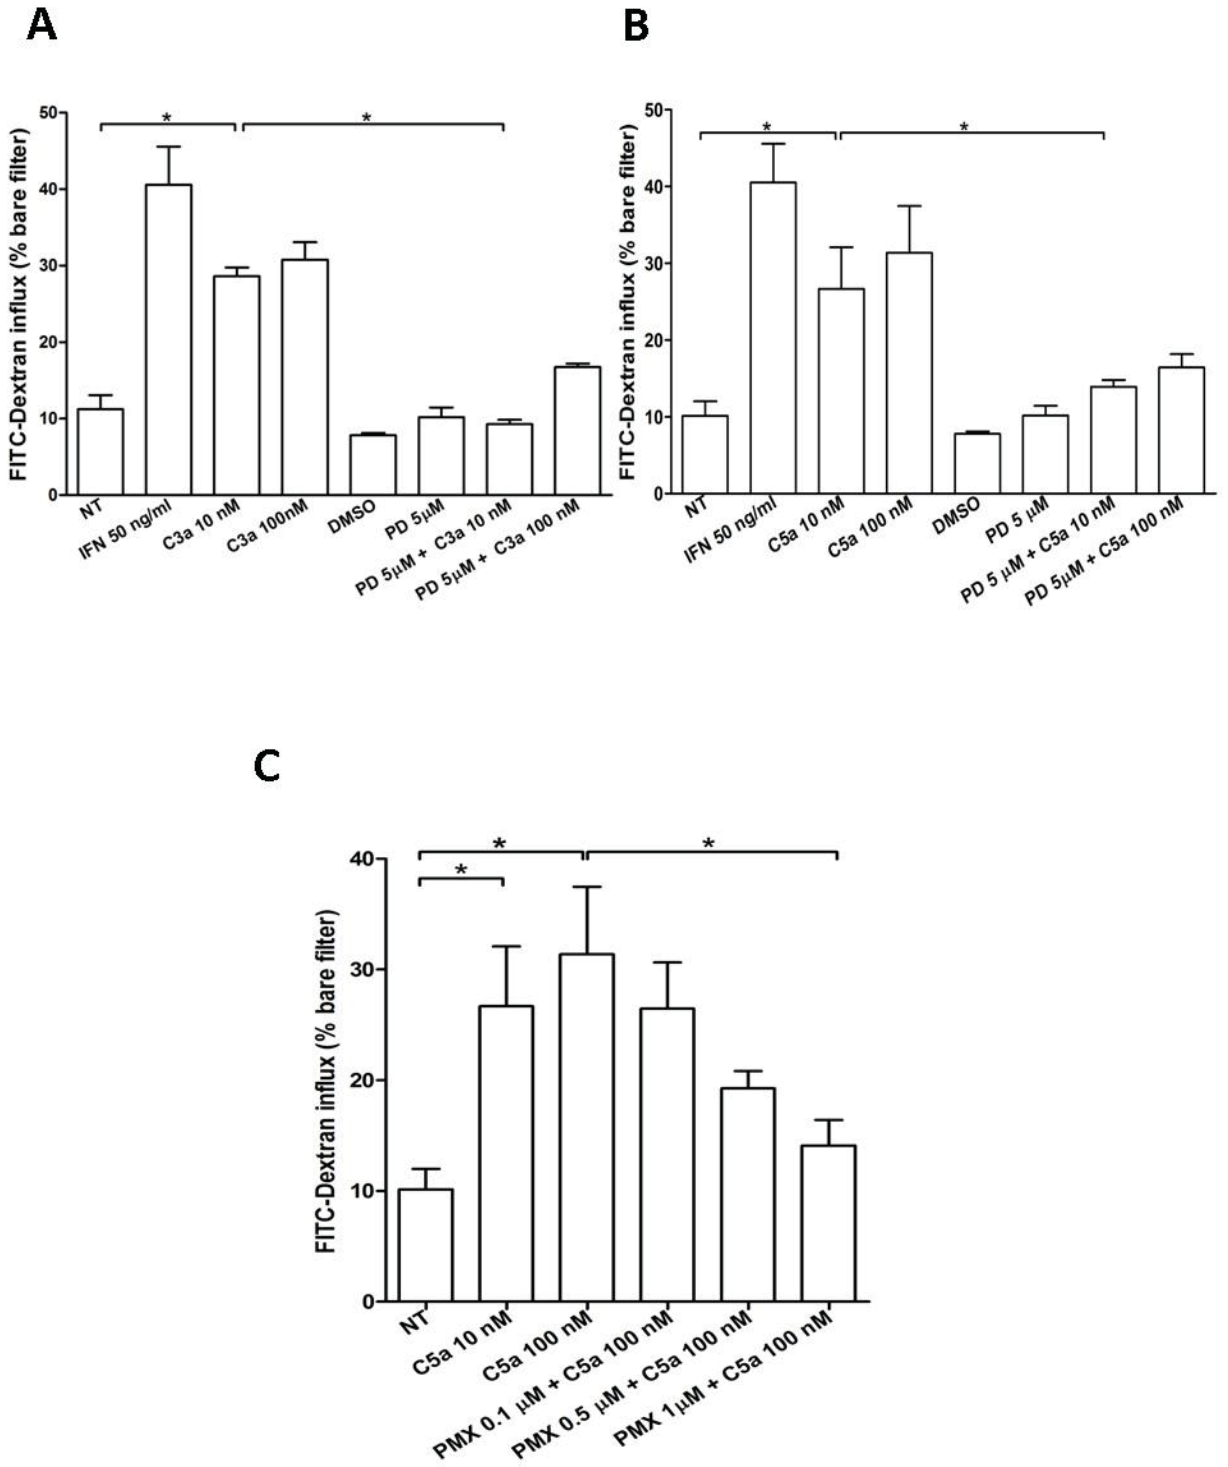 A
B
FITC-Dextran influx (% bare filter)
50
40
30
20
10
0
*
*
NT
IFN 50 ng/ml
C3a 10 nM
C3a 100nM
DMSO
PD 5μM
PD 5μM + C3a 10 nM
PD 5μM + C3a 100 nM
FITC-Dextran influx (% bare filter)
50
40
30
20
10
0
*
*
NT
IFN 50 ng/ml
C5a 10 nM
C5a 100 nM
DMSO
PD 5 μM
PD 5 μM + C5a 10 nM
PD 5μM + C5a 100 nM
C
FITC-Dextran influx (% bare filter)
40
30
20
10
0
*
*
*
NT
C5a 10 nM
C5a 100 nM
PMX 0.1 μM + C5a 100 nM
PMX 0.5 μM + C5a 100 nM
PMX 1μM + C5a 100 nM